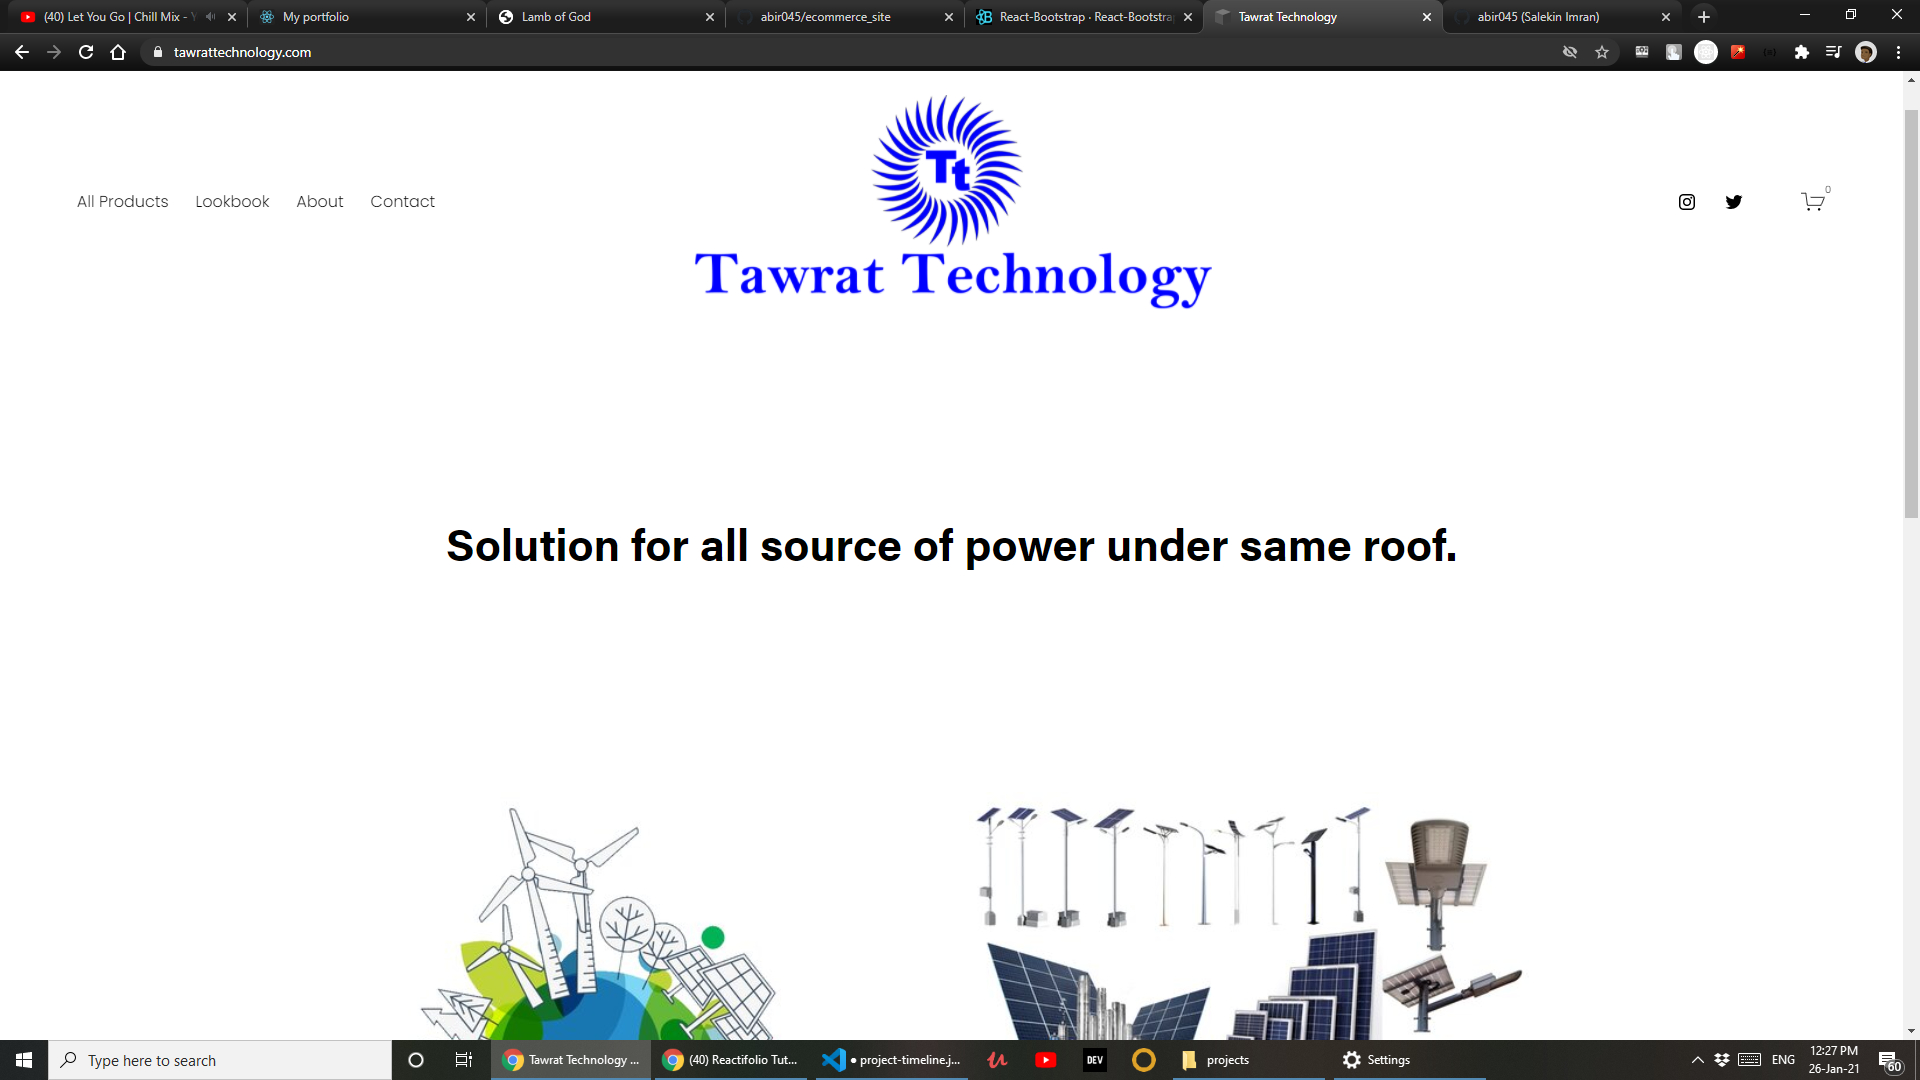 (40) Let You Go | Chill Mix -
My portfolio
Lamb of God
abir045/ecommerce_site
React-Bootstrap · React-Bootstra
Tawrat Technology
abir045 (Salekin Imran)
tawrattechnology.com
All Products
Lookbook
About
Contact
Tt
Tawrat Technology
0
Solution for all source of power under same roof.
Type here to search
Tawrat Technology ...
(40) Reactifolio Tut...
● project-timeline.j...
DEV
projects
Settings
ENG
12:27 PM
26-Jan-21
60